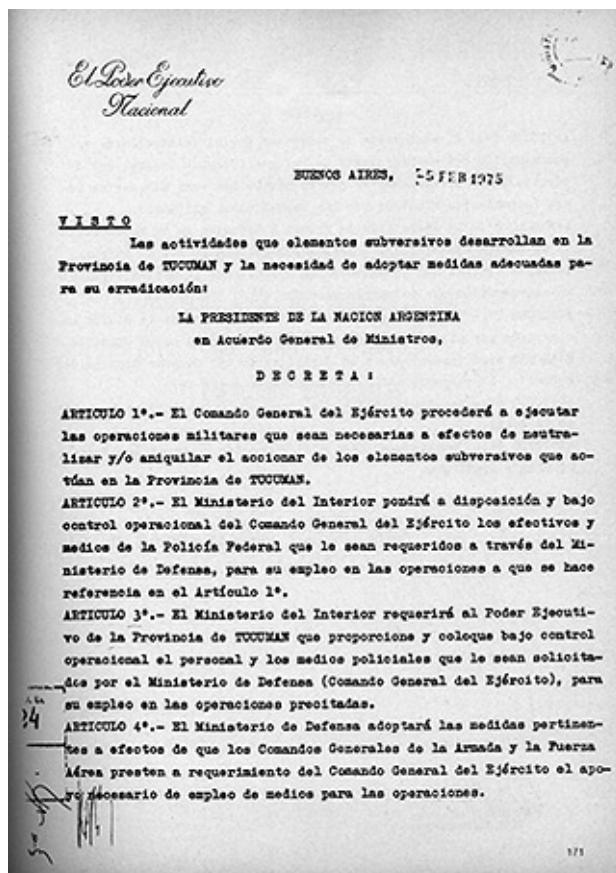 El Poder Ejecutivo
Nacional
BUENOS AIRES, -5 FEB 1975
VISTO
Las actividades que elementos subversivos desarrollan en la
Provincia de TUCUMAN y la necesidad de adoptar medidas adecuadas pa-
ra su erradicación:
LA PRESIDENTE DE LA NACION ARGENTINA
en Acuerdo General de Ministros,
D E C R E T A :
ARTICULO 1º.- El Comando General del Ejército procederá a ejecutar
las operaciones militares que sean necesarias a efectos de neutra-
lizar y/o aniquilar el accionar de los elementos subversivos que ac-
túan en la Provincia de TUCUMAN.
ARTICULO 2º.- El Ministerio del Interior pondrá a disposición y bajo
control operacional del Comando General del Ejército los efectivos y
medios de la Policía Federal que le sean requeridos a través del Mi-
nisterio de Defensa, para su empleo en las operaciones a que se hace
referencia en el Artículo 1º.
ARTICULO 3º.- El Ministerio del Interior requerirá al Poder Ejecuti-
vo de la Provincia de TUCUMAN que proporcione y coloque bajo control
operacional el personal y los medios policiales que le sean solicita-
dos por el Ministerio de Defensa (Comando General del Ejército), para
su empleo en las operaciones precitadas.
ARTICULO 4º.- El Ministerio de Defensa adoptará las medidas pertinen-
tes a efectos de que los Comandos Generales de la Armada y la Fuerza
Aérea presten a requerimiento del Comando General del Ejército el apo-
yo necesario de empleo de medios para las operaciones.
171